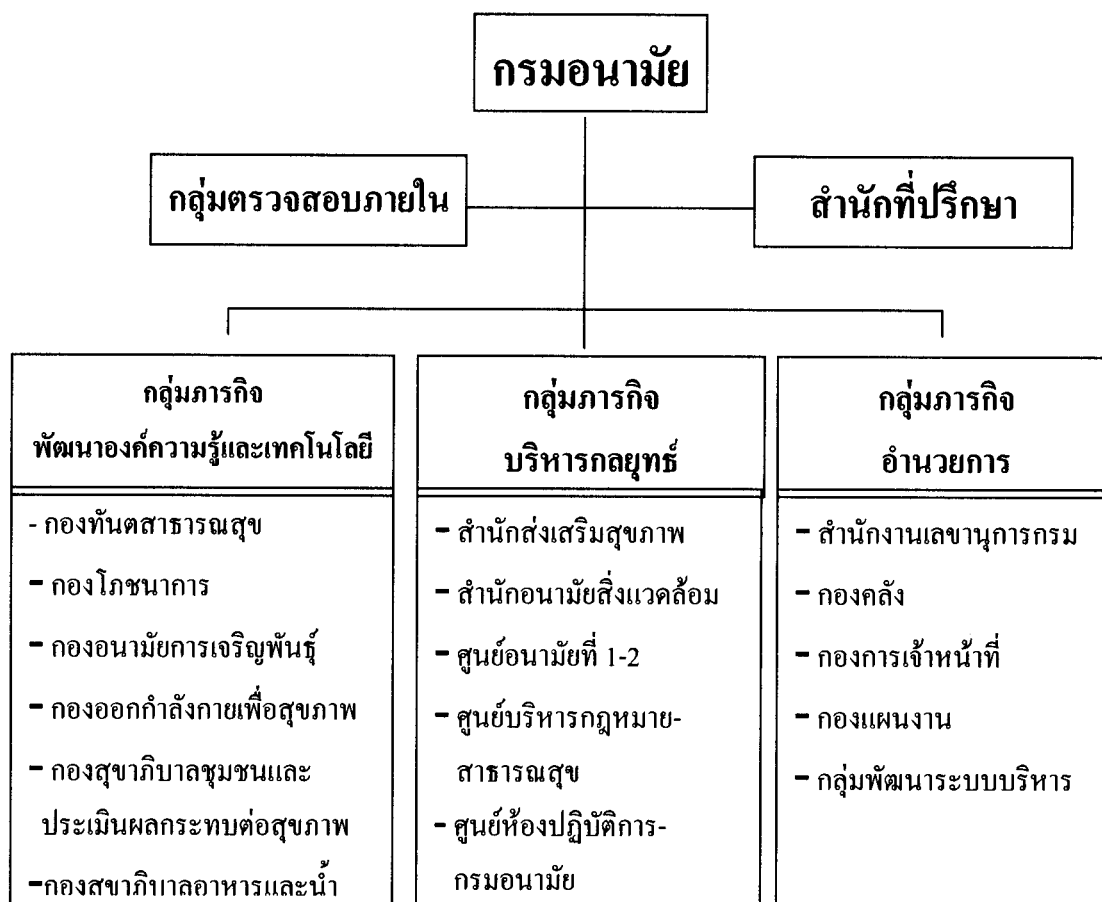 กรมอนามัย
กลุ่มตรวจสอบภายใน
สำนักที่ปรึกษา
กลุ่มภารกิจ
พัฒนาองค์ความรู้และเทคโนโลยี
- กองทันตสาธารณสุข
- กองโภชนาการ
- กองอนามัยการเจริญพันธุ์
- กองออกกำลังกายเพื่อสุขภาพ
- กองสุขาภิบาลชุมชนและ
ประเมินผลกระทบต่อสุขภาพ
-กองสุขาภิบาลอาหารและน้ำ
กลุ่มภารกิจ
บริหารกลยุทธ์
- สำนักส่งเสริมสุขภาพ
- สำนักอนามัยสิ่งแวดล้อม
- ศูนย์อนามัยที่ 1-2
- ศูนย์บริหารกฎหมาย-
สาธารณสุข
- ศูนย์ห้องปฏิบัติการ-
กรมอนามัย
กลุ่มภารกิจ
อำนวยการ
- สำนักงานเลขานุการกรม
- กองคลัง
- กองการเจ้าหน้าที่
- กองแผนงาน
- กลุ่มพัฒนาระบบบริหาร